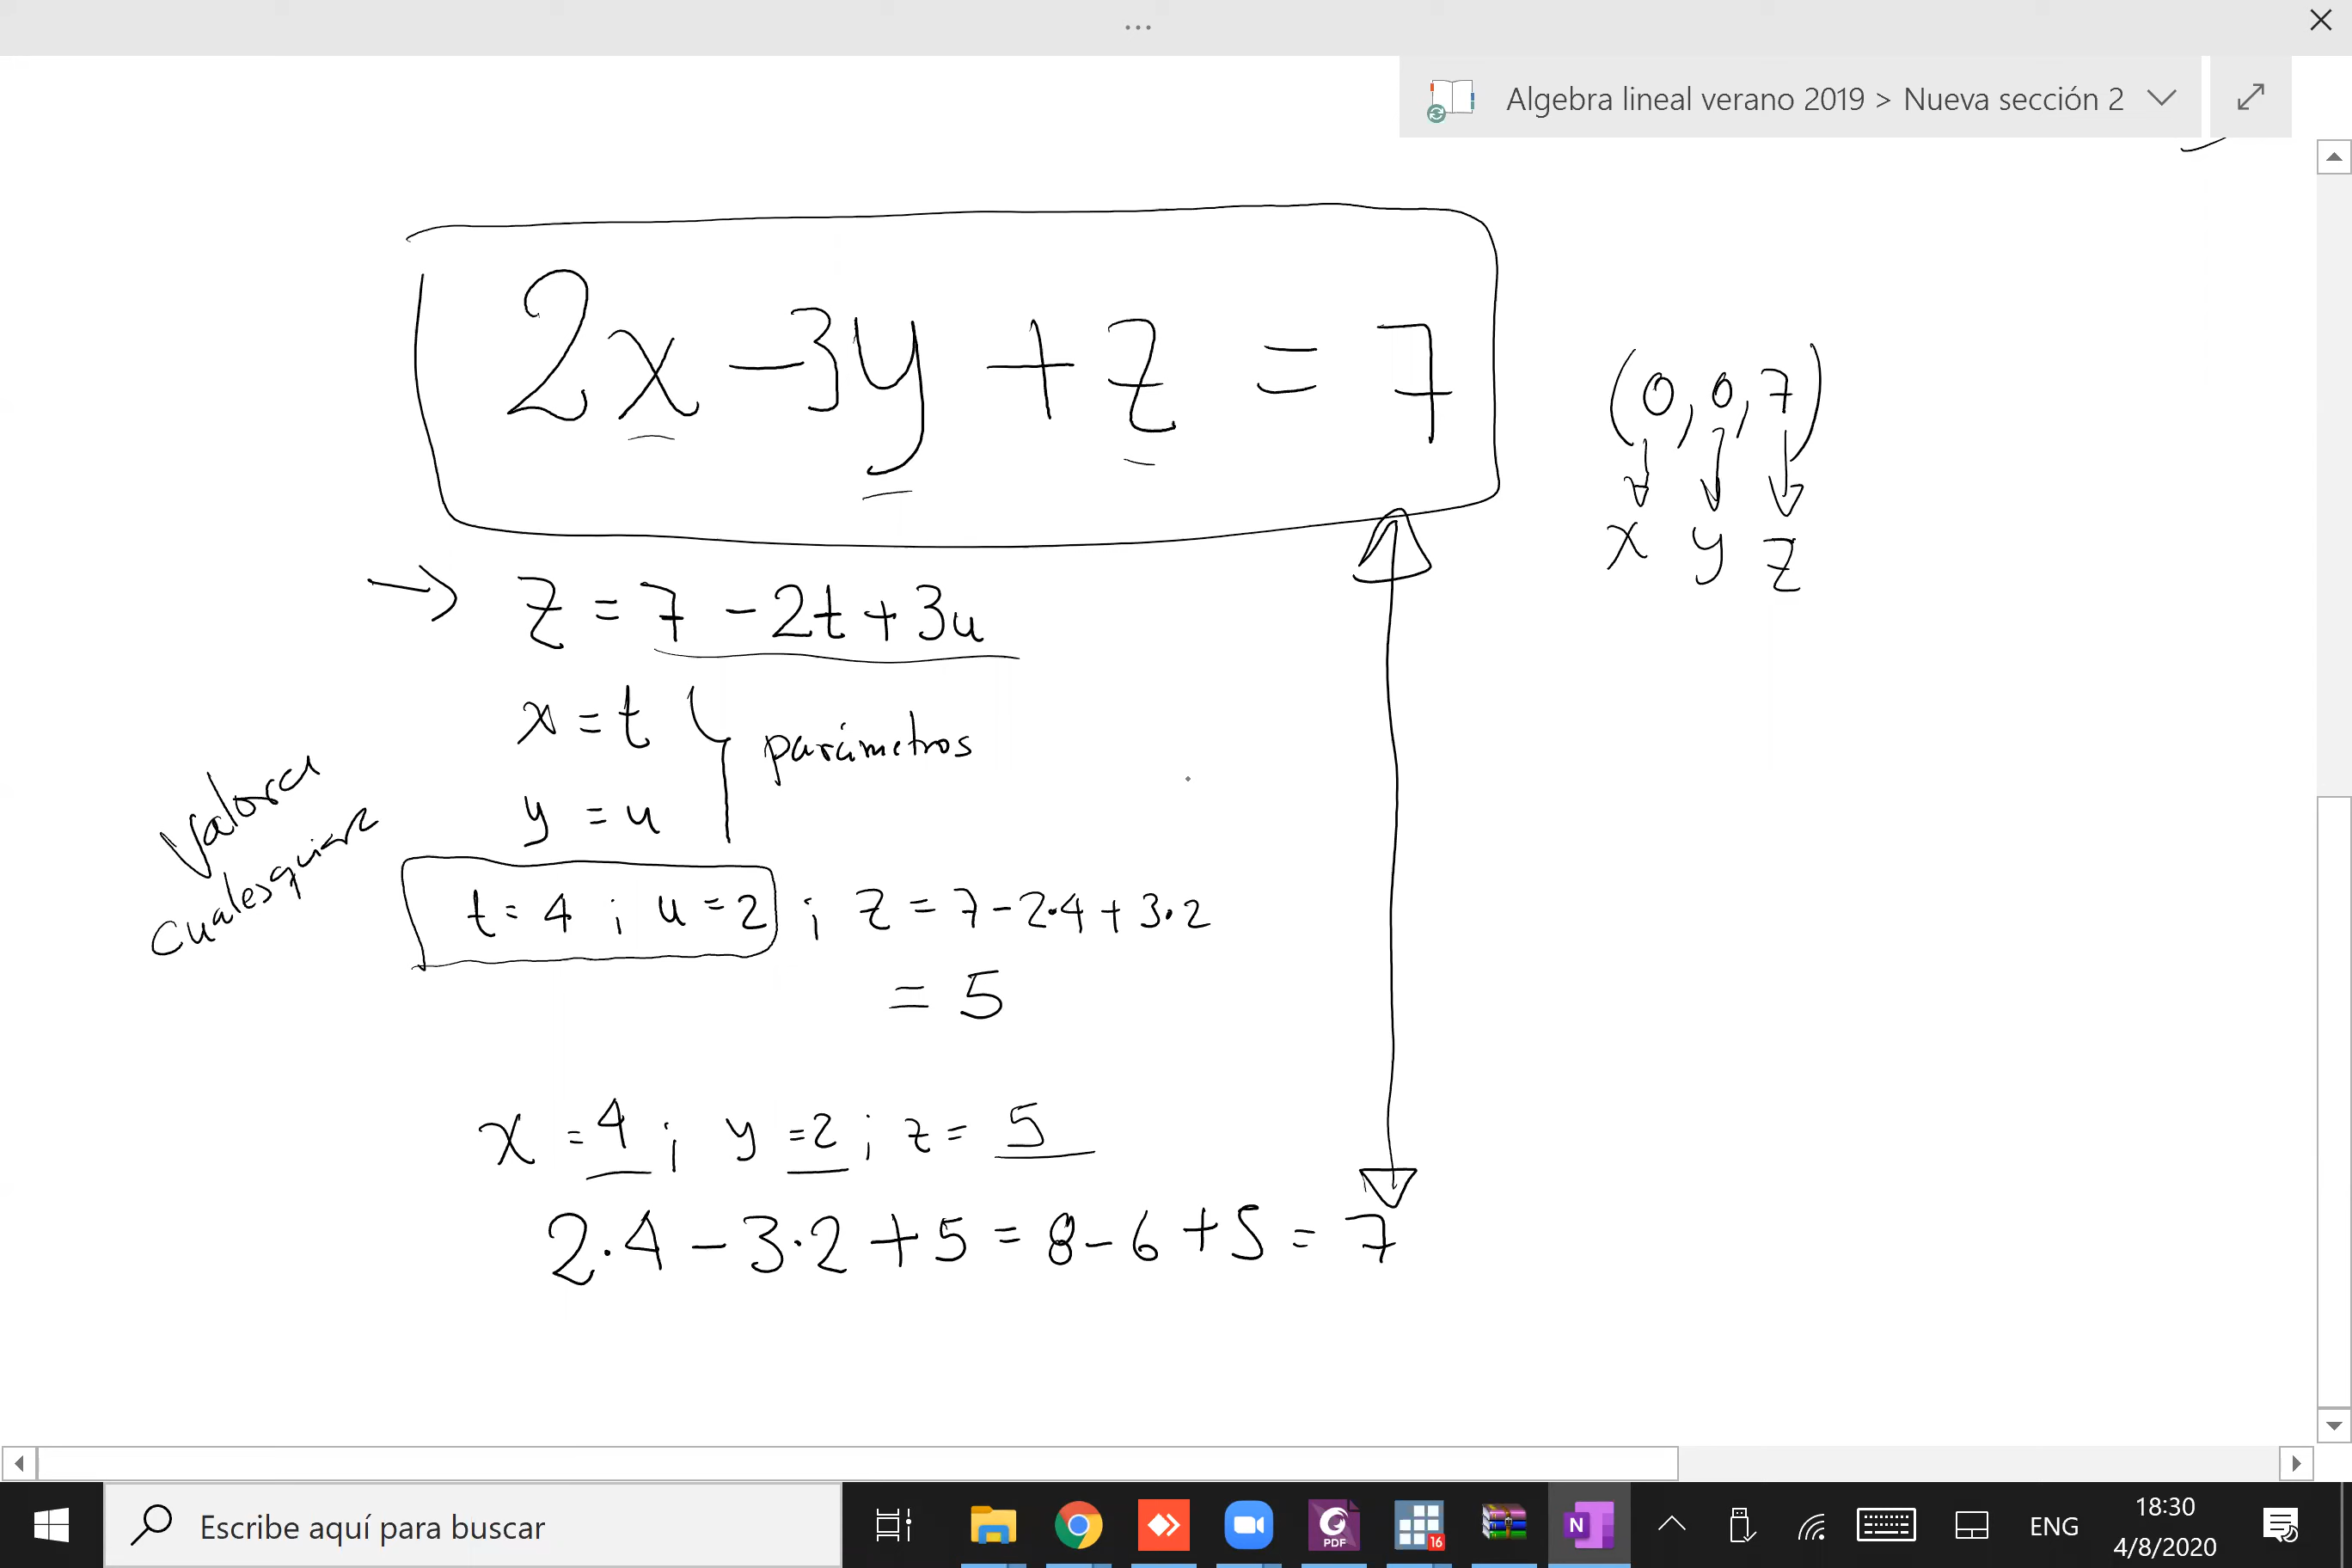 Algebra lineal verano 2019 > Nueva sección 2
2x - 3y + z = 7
(0, 0, 7)
x y z
z = 7 - 2t + 3u
x = t
parámetros
y = u
Valores
cualesquiera
t = 4 ; u = 2 ; z = 7 - 2·4 + 3·2
= 5
x = 4 ; y = 2 ; z = 5
2·4 - 3·2 + 5 = 8 - 6 + 5 = 7
Escribe aquí para buscar
PDF
16
N
ENG
18:30
4/8/2020